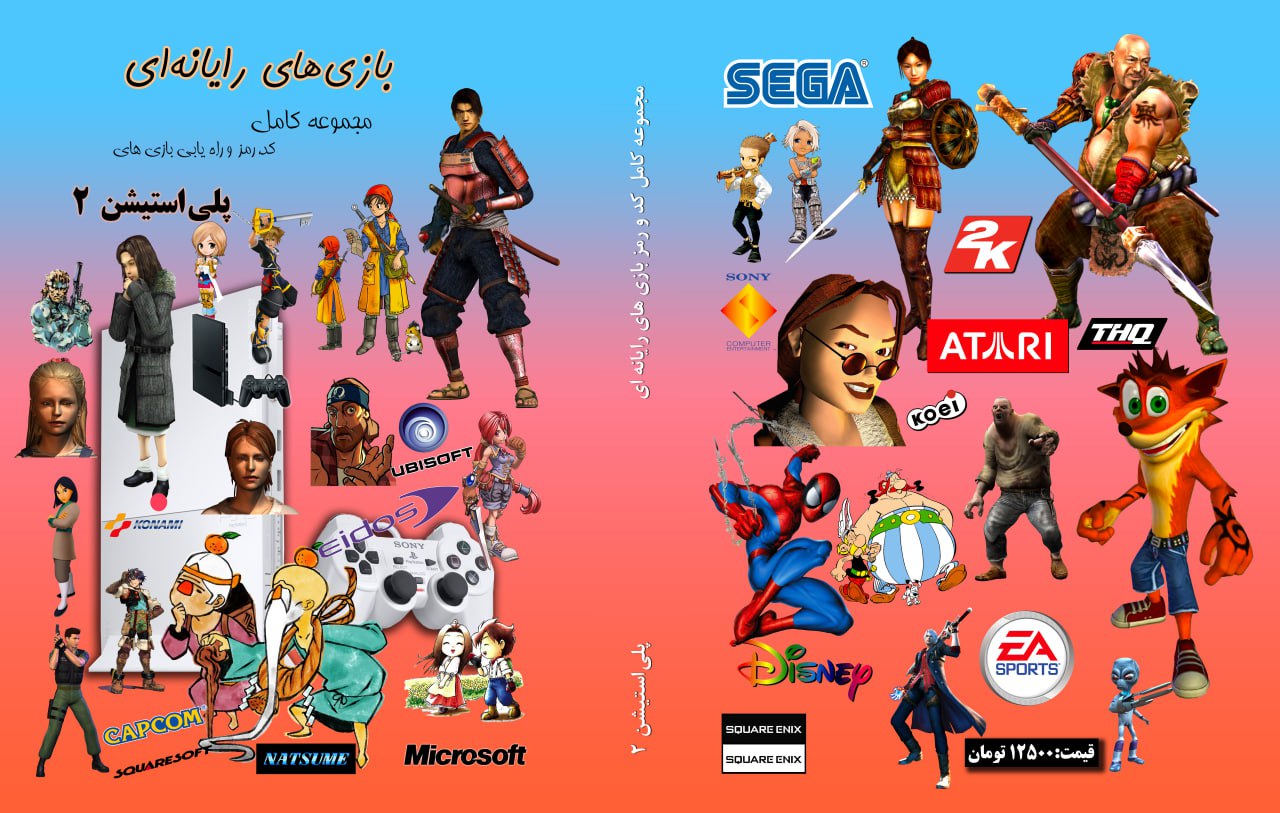 بازی‌های رایانه‌ای
مجموعه کامل
کد رمز و راه یابی بازی های
پلی‌استیشن ۲
KONAMI
UBISOFT
eidos
SONY
CAPCOM
SQUARESOFT
NATSUME
Microsoft
مجموعه کامل کد و رمز بازی های رایانه ای
پلی‌استیشن ۲
SEGA®
SONY
COMPUTER
ENTERTAINMENT
2K
ATARI
THQ
KOEI
DISNEY
EA
SPORTS
SQUARE ENIX
SQUARE ENIX
قیمت: ۱۲۵۰۰ تومان